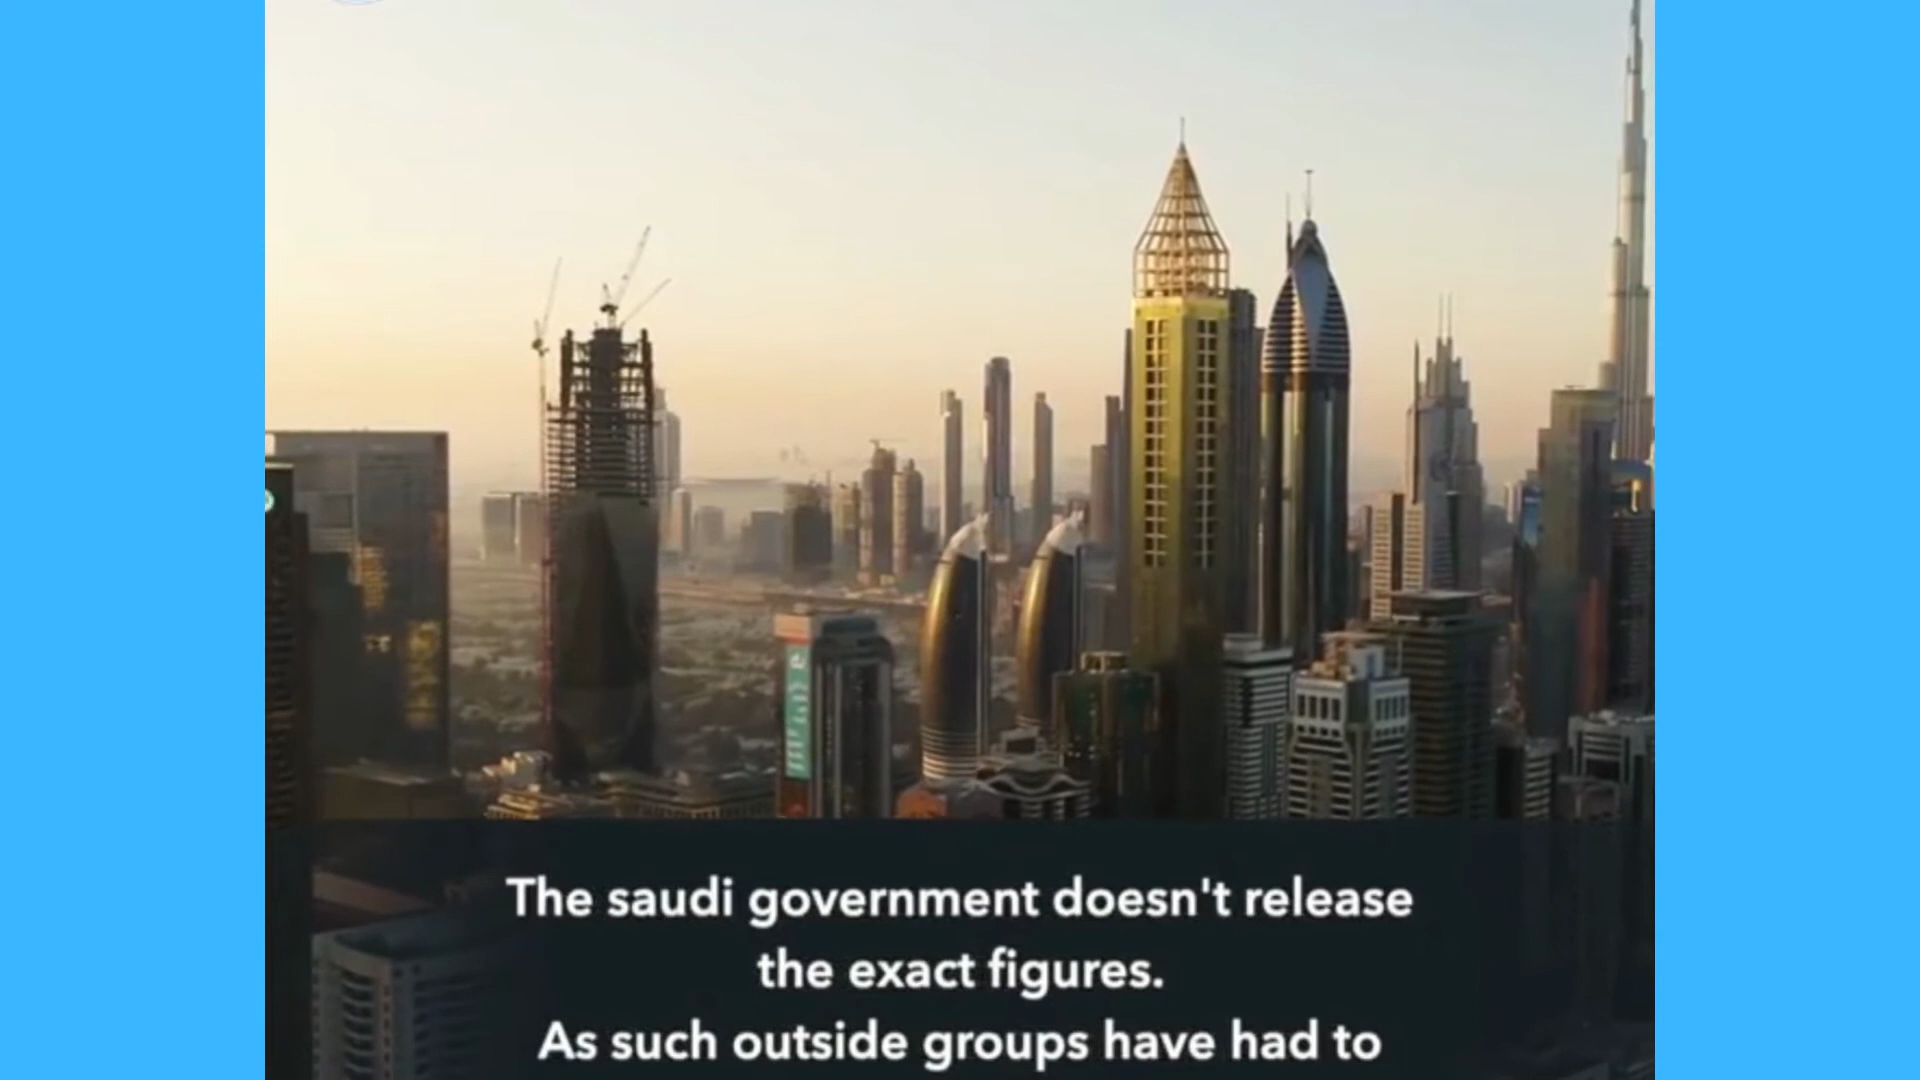 The saudi government doesn't release
the exact figures.
As such outside groups have had to